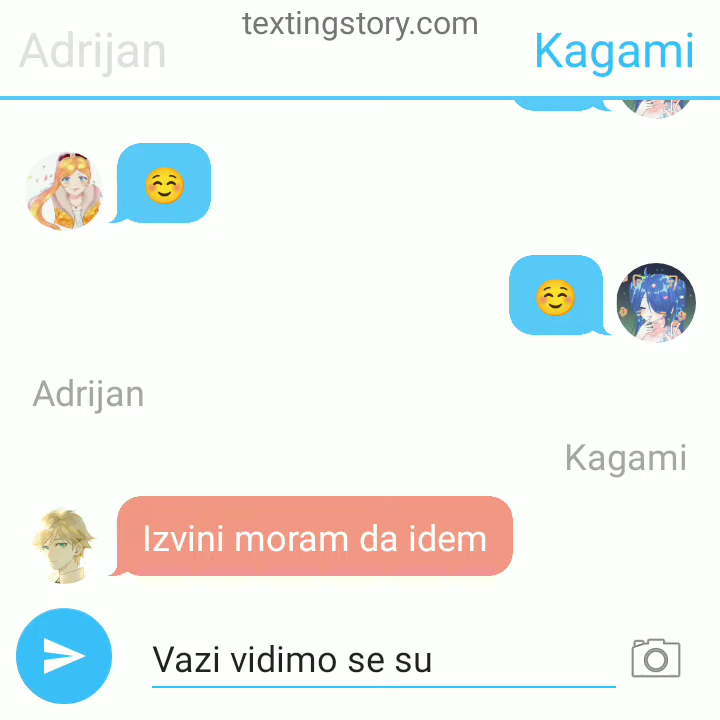 textingstory.com
Adrijan
Kagami
☺️
☺️
Adrijan
Kagami
Izvini moram da idem
Vazi vidimo se su